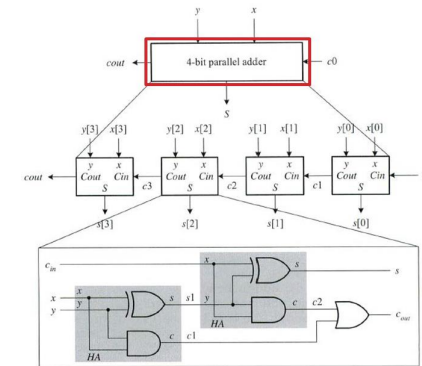 y x
cout 4-bit parallel adder c0
S
y[3] x[3] y[2] x[2] y[1] x[1] y[0] x[0]
y x y x y x y x
cout Cout Cin c3 Cout Cin c2 Cout Cin c1 Cout Cin
S S S S
s[3] s[2] s[1] s[0]
cin x s s
x x s s1 y c c2
y y HA cout
c c1
HA